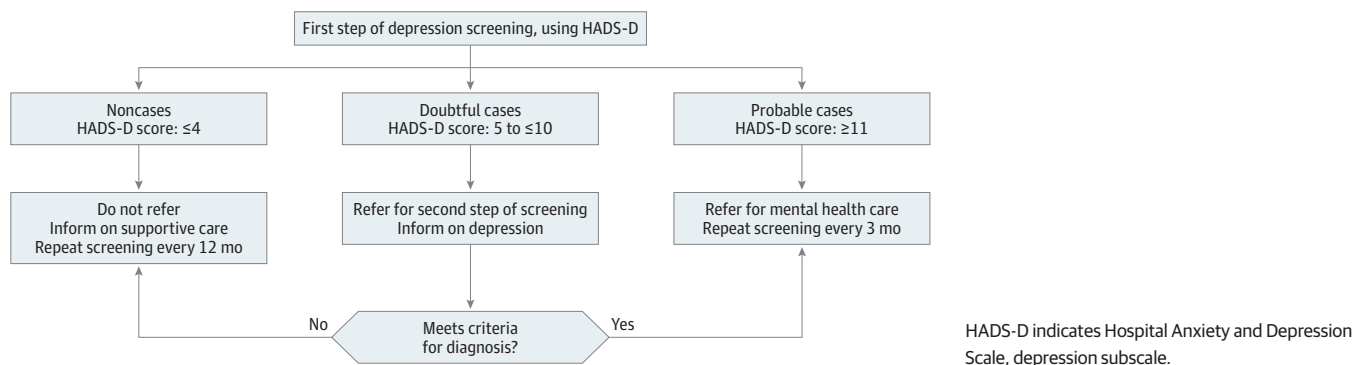 First step of depression screening, using HADS-D
Noncases
HADS-D score: ≤4
Doubtful cases
HADS-D score: 5 to ≤10
Probable cases
HADS-D score: ≥11
Do not refer
Inform on supportive care
Repeat screening every 12 mo
Refer for second step of screening
Inform on depression
Refer for mental health care
Repeat screening every 3 mo
No
Meets criteria
for diagnosis?
Yes
HADS-D indicates Hospital Anxiety and Depression
Scale, depression subscale.